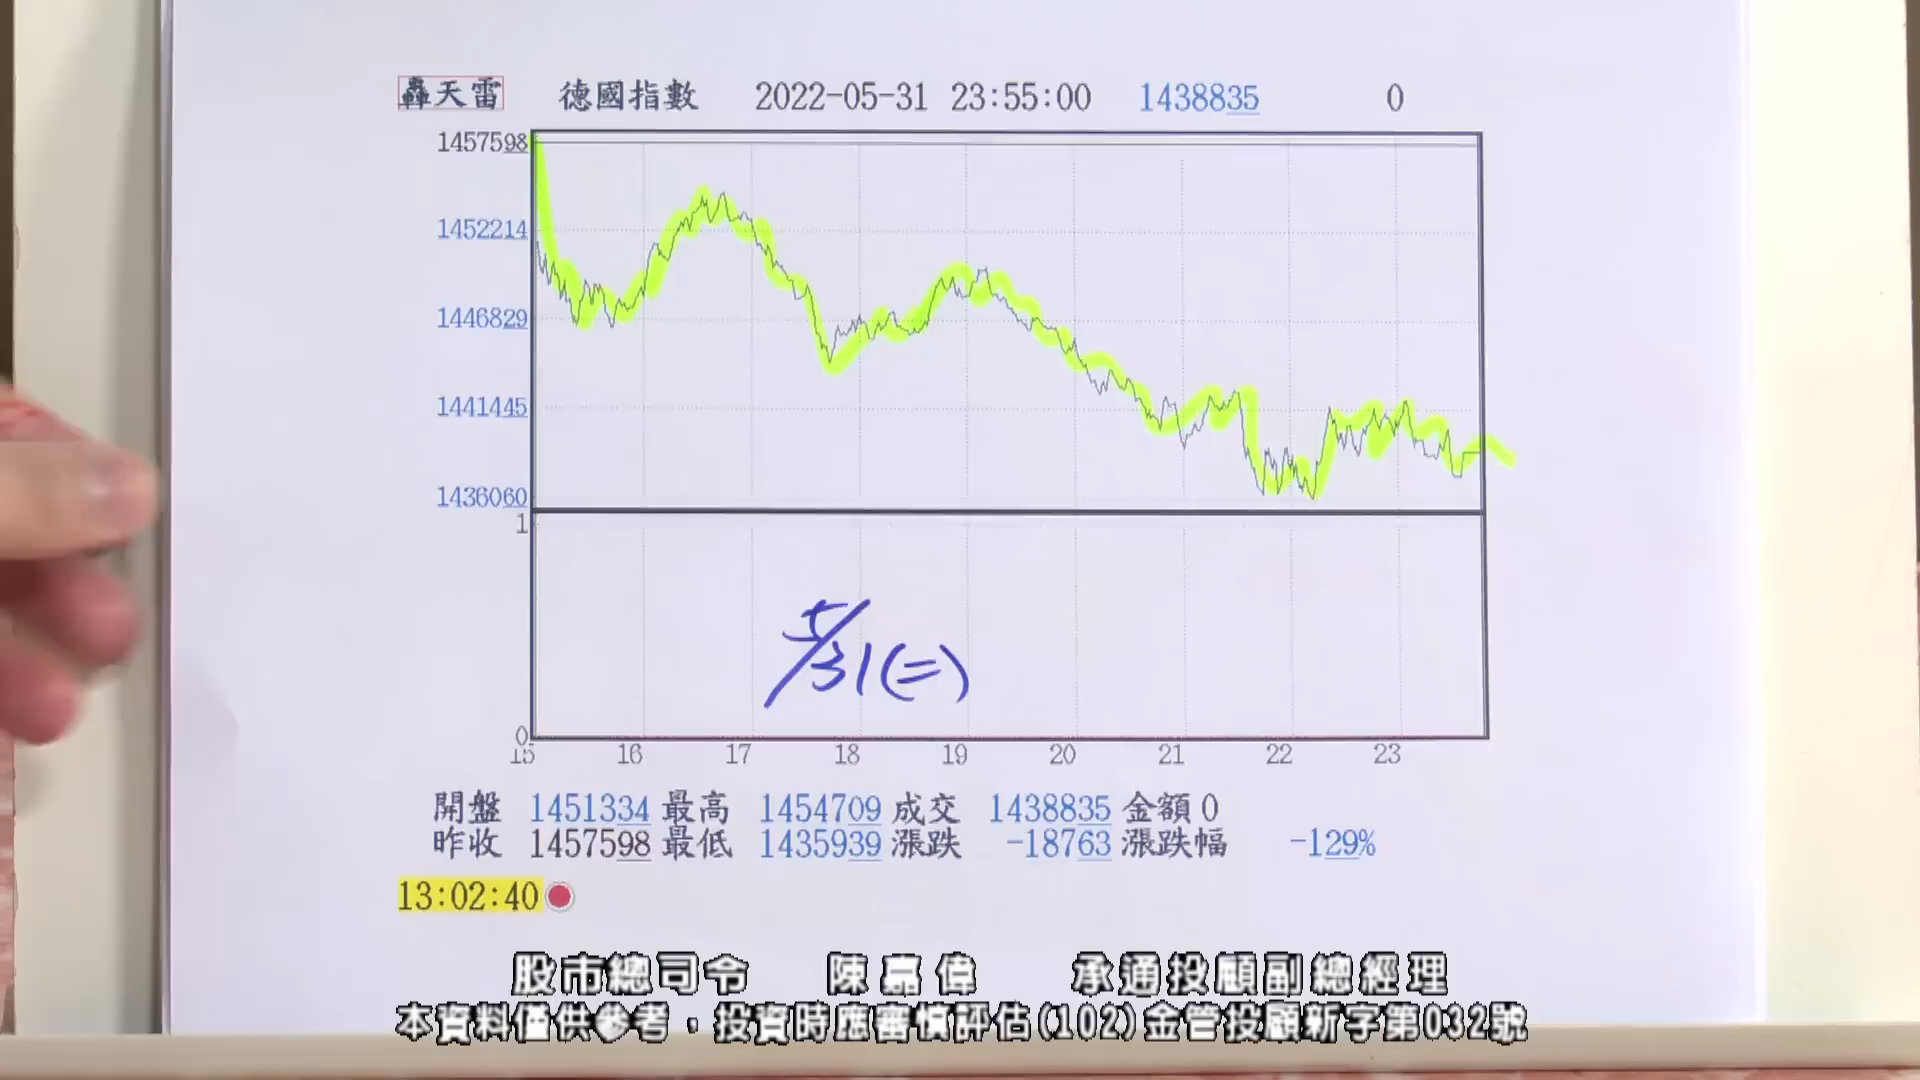 轟天雷 德國指數 2022-05-31 23:55:00 1438835 0
1457598
1452214
1446829
1441445
1436060
1
5/31(二)
0
15 16 17 18 19 20 21 22 23
開盤 1451334 最高 1454709 成交 1438835 金額 0
昨收 1457598 最低 1435939 漲跌 -18763 漲跌幅 -129%
13:02:40
股市總司令 陳嘉偉 承通投顧副總經理
本資料僅供參考,投資時應審慎評估(102)金管投顧新字第032號